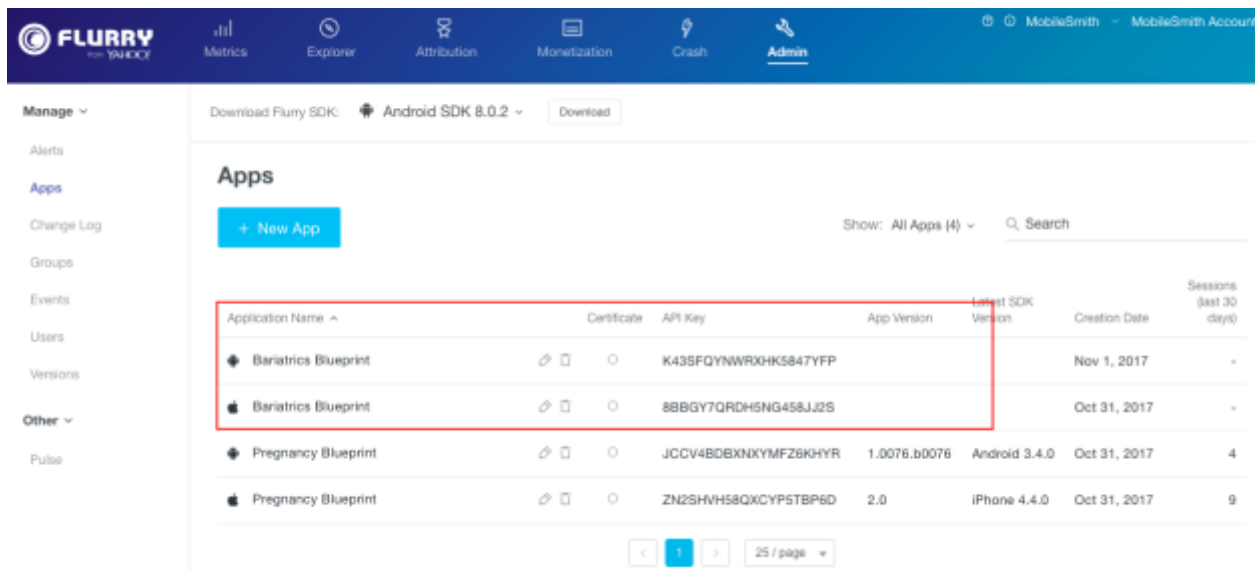 FLURRY
from YAHOO!
Metrics
Explorer
Attribution
Monetization
Crash
Admin
MobileSmith
MobileSmith Account
Manage
Alerts
Apps
Change Log
Groups
Events
Users
Versions
Other
Pulse
Download Flurry SDK: Android SDK 8.0.2 Download
Apps
+ New App
Show: All Apps (4) Search
Application Name Certificate API Key App Version Latest SDK Version Creation Date Sessions (last 30 days)
Bariatrics Blueprint K43SFQYNWRXHK5847YFP Nov 1, 2017 -
Bariatrics Blueprint 8BBGY7QRDH5NG458JJ2S Oct 31, 2017 -
Pregnancy Blueprint JCCV4BDBXNXYMFZ6KHYR 1.0076.b0076 Android 3.4.0 Oct 31, 2017 4
Pregnancy Blueprint ZN2SHVH58QXCYP5TBP6D 2.0 iPhone 4.4.0 Oct 31, 2017 9
< 1 > 25 / page